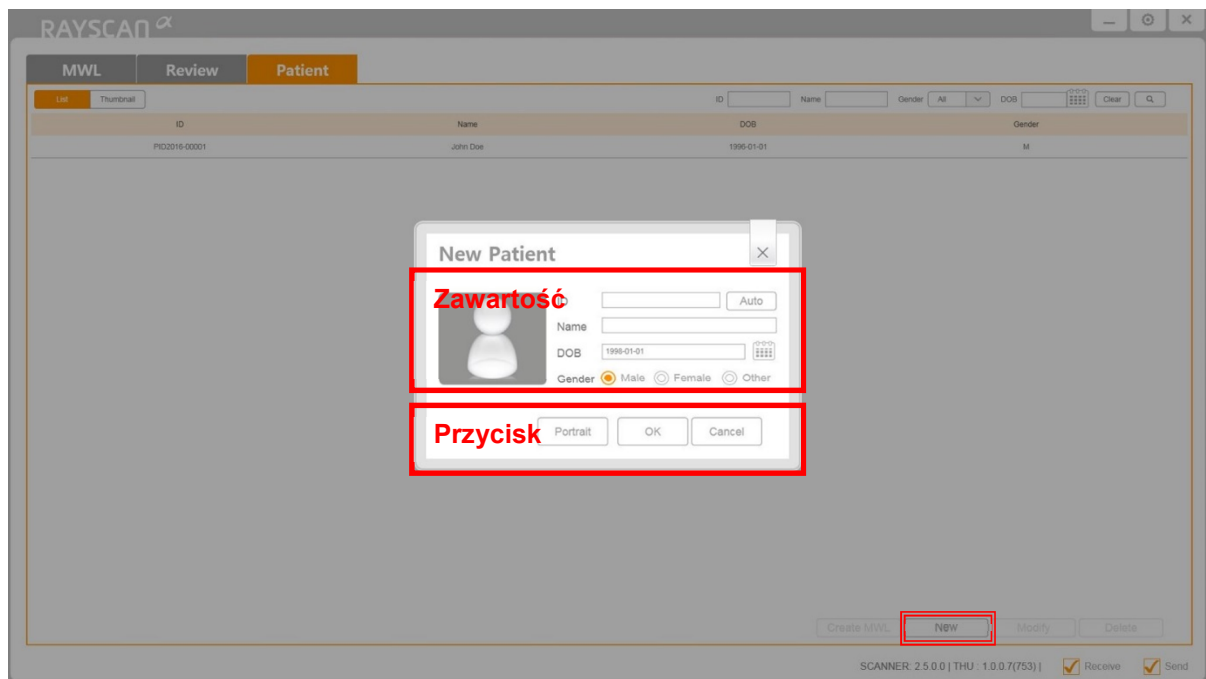 RAYSCAN α
MWL Review Patient
List Thumbnail ID Name Gender All DOB Clear
ID Name DOB Gender
PID2016-00001 John Doe 1996-01-01 M
New Patient
Zawartość
ID Auto
Name
DOB 1998-01-01
Gender Male Female Other
Przycisk Portrait OK Cancel
Create MWL New Modify Delete
SCANNER: 2.5.0.0 | THU : 1.0.0.7(753) | Receive Send